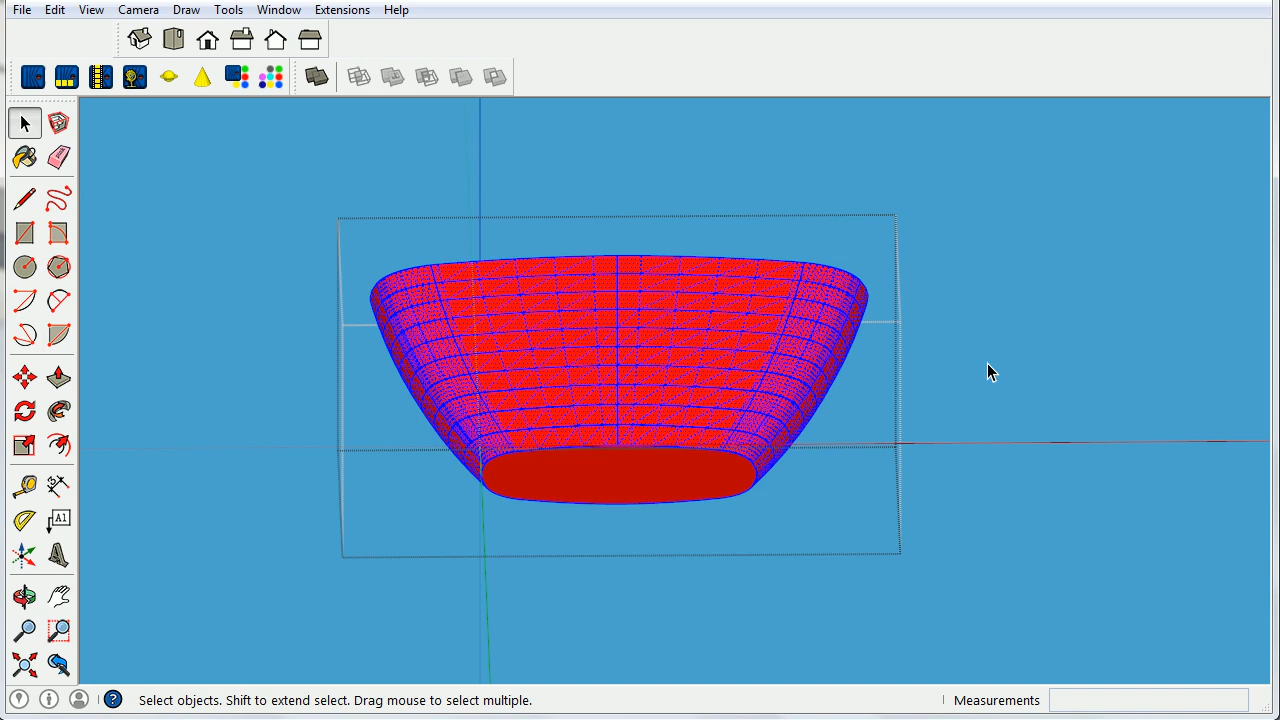 File Edit View Camera Draw Tools Window Extensions Help
A1
Select objects. Shift to extend select. Drag mouse to select multiple.
Measurements